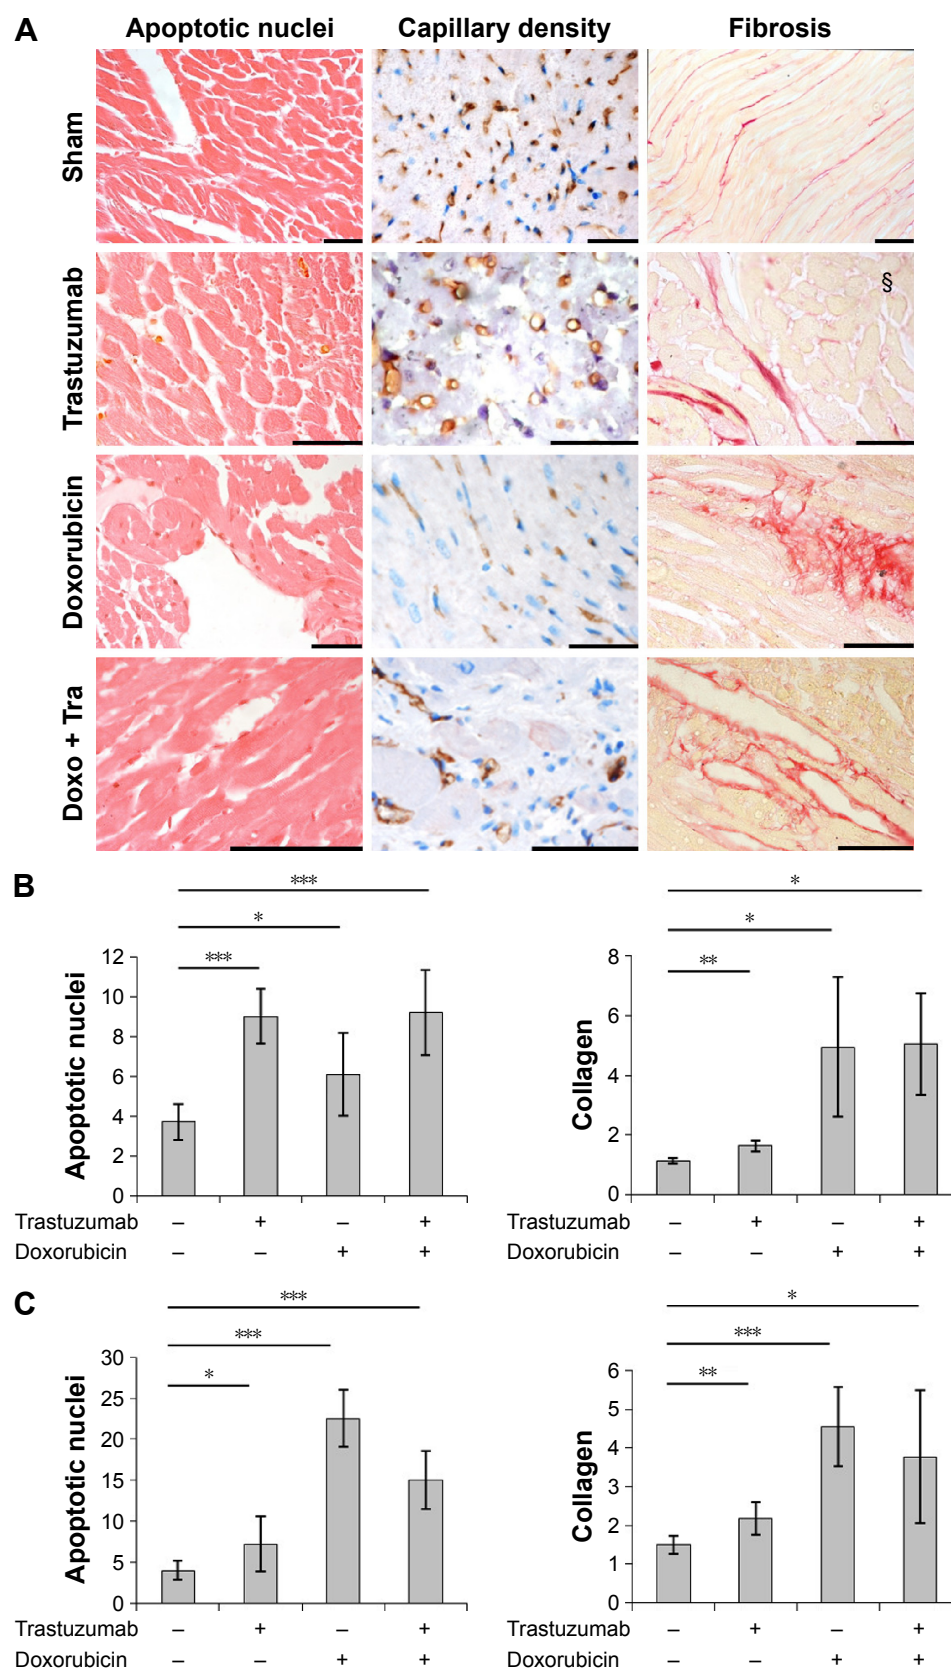 A
Apoptotic nuclei Capillary density Fibrosis
Sham
Trastuzumab
§
Doxorubicin
Doxo + Tra
B
***
*
***
12
10
8
6
4
2
0
Apoptotic nuclei
Trastuzumab – + – +
Doxorubicin – – + +
*
*
**
8
6
4
2
0
Collagen
Trastuzumab – + – +
Doxorubicin – – + +
C
***
***
*
30
25
20
15
10
5
0
Apoptotic nuclei
Trastuzumab – + – +
Doxorubicin – – + +
*
***
**
6
5
4
3
2
1
0
Collagen
Trastuzumab – + – +
Doxorubicin – – + +